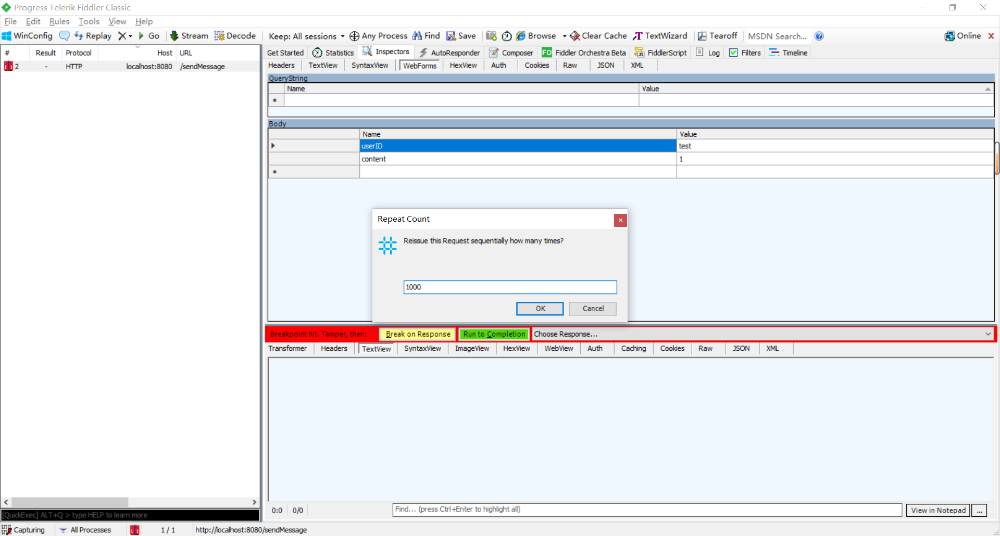 Progress Telerik Fiddler Classic
File Edit Rules Tools View Help
WinConfig Replay X Go Stream Decode Keep: All sessions Any Process Find Save Browse Clear Cache TextWizard Tearoff MSDN Search... Online
# Result Protocol Host URL
2 - HTTP localhost:8080 /sendMessage
Get Started Statistics Inspectors AutoResponder Composer FO Fiddler Orchestra Beta FiddlerScript Log Filters Timeline
Headers TextView SyntaxView WebForms HexView Auth Cookies Raw JSON XML
QueryString
Name Value
*
Body
Name Value
userID test
content 1
*
Repeat Count
Reissue this Request sequentially how many times?
1000
OK Cancel
Breakpoint hit. Tamper, then: Break on Response Run to Completion Choose Response...
Transformer Headers TextView SyntaxView ImageView HexView WebView Auth Caching Cookies Raw JSON XML
0:0 0/0 Find... (press Ctrl+Enter to highlight all) View in Notepad ...
[QuickExec] ALT+Q > type HELP to learn more
Capturing All Processes 1 / 1 http://localhost:8080/sendMessage